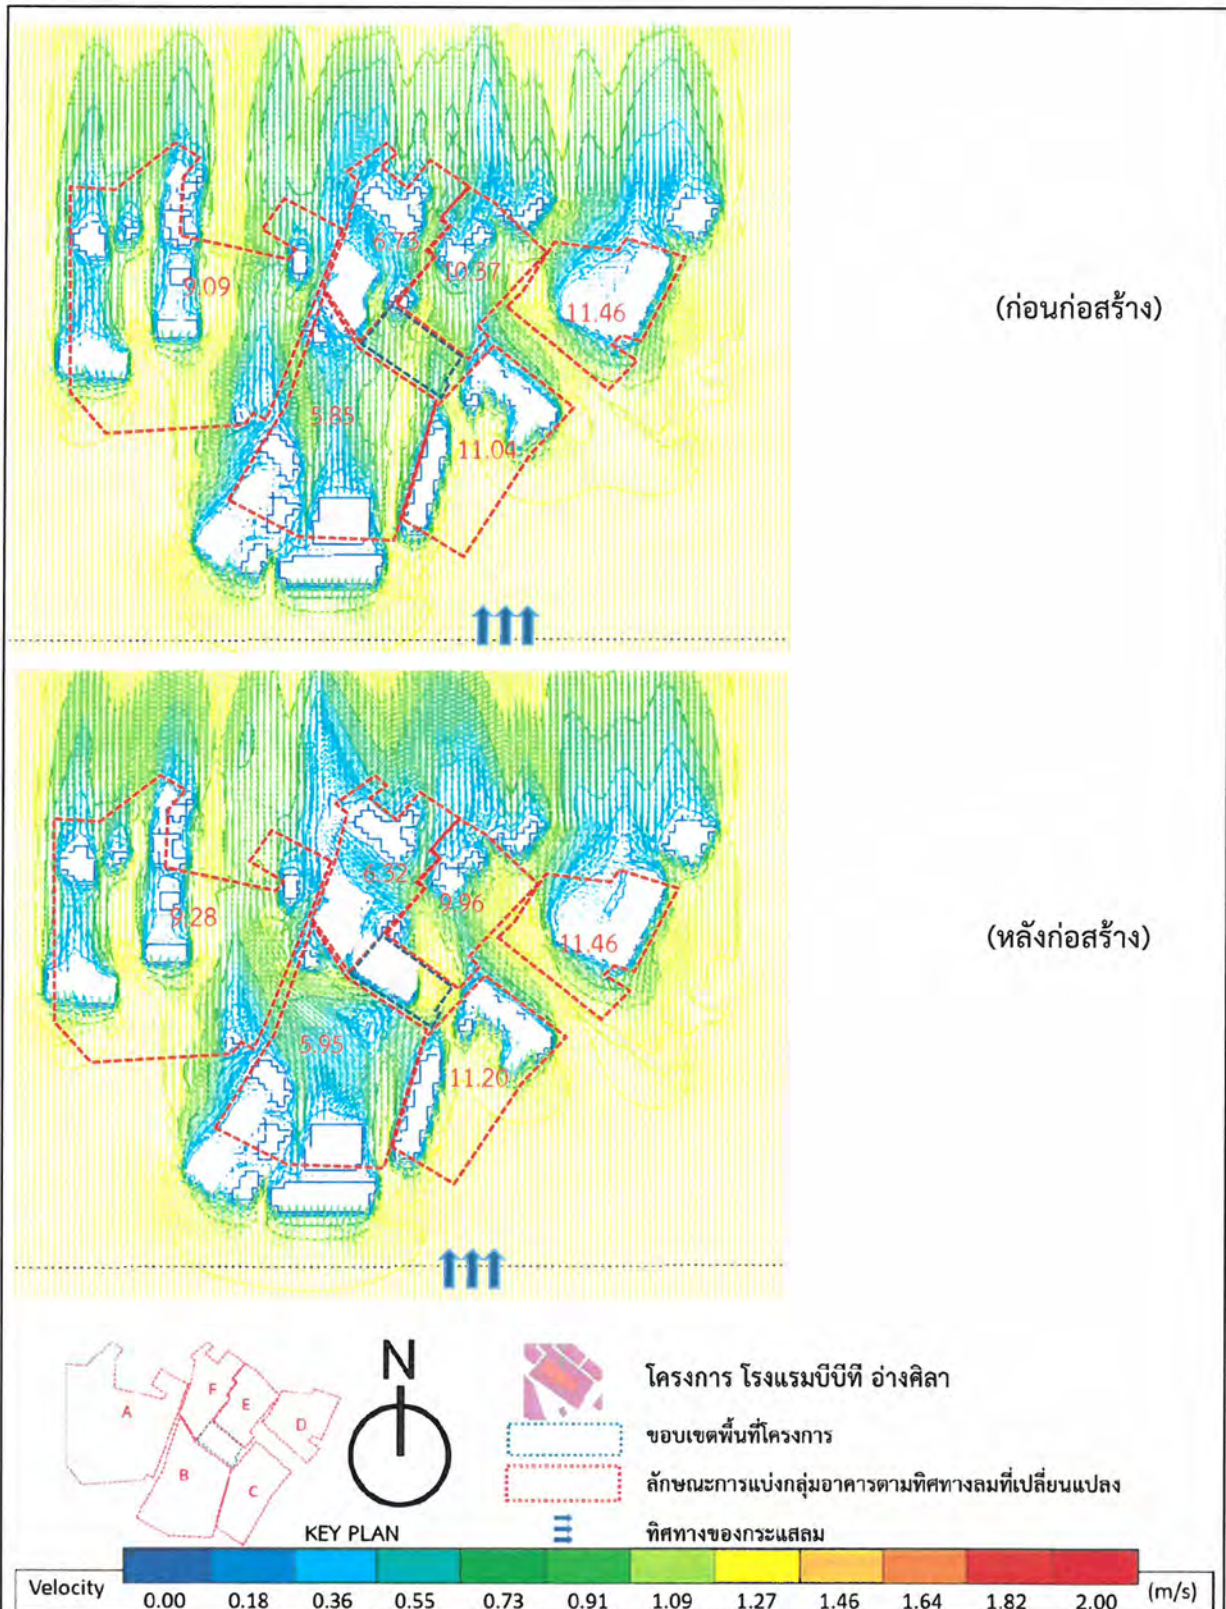 6.73
10.37
9.09
11.46
(ก่อนก่อสร้าง)
5.85
11.04
6.32
9.96
9.28
11.46
(หลังก่อสร้าง)
5.95
11.20
N
โครงการ โรงแรมบีบีที อ่างศิลา
F
A
E
D
ขอบเขตพื้นที่โครงการ
B
C
ลักษณะการแบ่งกลุ่มอาคารตามทิศทางลมที่เปลี่ยนแปลง
KEY PLAN
ทิศทางของกระแสลม
Velocity 0.00 0.18 0.36 0.55 0.73 0.91 1.09 1.27 1.46 1.64 1.82 2.00 (m/s)